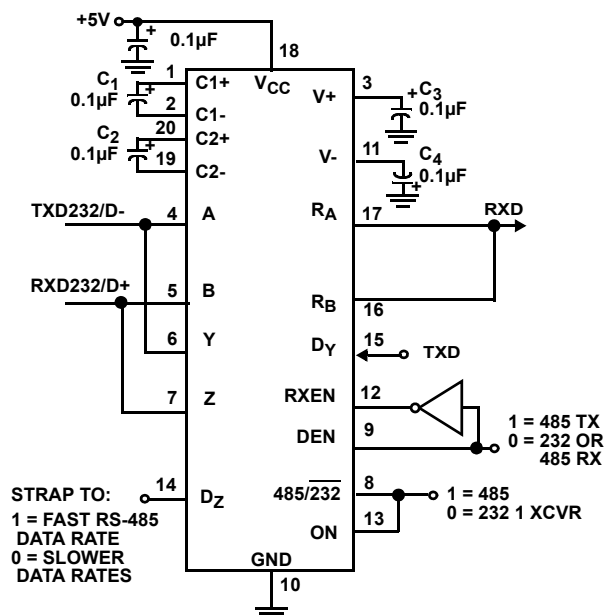 +5V
+
0.1µF
18
VCC
C1
0.1µF
+
1
C1+
2
C1-
C2
0.1µF
+
20
C2+
19
C2-
V+
3
+
C3
0.1µF
V-
11
C4
0.1µF
+
TXD232/D-
4
A
RA
17
RXD
RXD232/D+
5
B
RB
16
6
Y
DY
15
TXD
7
Z
RXEN
12
DEN
9
1 = 485 TX
0 = 232 OR
485 RX
14
DZ
STRAP TO:
1 = FAST RS-485
DATA RATE
0 = SLOWER
DATA RATES
485/232
8
1 = 485
0 = 232 1 XCVR
ON
13
GND
10